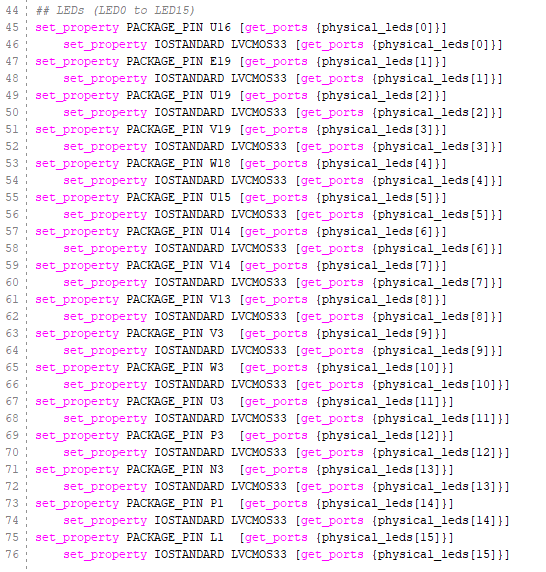 44 ## LEDs (LED0 to LED15)
45 set_property PACKAGE_PIN U16 [get_ports {physical_leds[0]}]
46     set_property IOSTANDARD LVCMOS33 [get_ports {physical_leds[0]}]
47 set_property PACKAGE_PIN E19 [get_ports {physical_leds[1]}]
48     set_property IOSTANDARD LVCMOS33 [get_ports {physical_leds[1]}]
49 set_property PACKAGE_PIN U19 [get_ports {physical_leds[2]}]
50     set_property IOSTANDARD LVCMOS33 [get_ports {physical_leds[2]}]
51 set_property PACKAGE_PIN V19 [get_ports {physical_leds[3]}]
52     set_property IOSTANDARD LVCMOS33 [get_ports {physical_leds[3]}]
53 set_property PACKAGE_PIN W18 [get_ports {physical_leds[4]}]
54     set_property IOSTANDARD LVCMOS33 [get_ports {physical_leds[4]}]
55 set_property PACKAGE_PIN U15 [get_ports {physical_leds[5]}]
56     set_property IOSTANDARD LVCMOS33 [get_ports {physical_leds[5]}]
57 set_property PACKAGE_PIN U14 [get_ports {physical_leds[6]}]
58     set_property IOSTANDARD LVCMOS33 [get_ports {physical_leds[6]}]
59 set_property PACKAGE_PIN V14 [get_ports {physical_leds[7]}]
60     set_property IOSTANDARD LVCMOS33 [get_ports {physical_leds[7]}]
61 set_property PACKAGE_PIN V13 [get_ports {physical_leds[8]}]
62     set_property IOSTANDARD LVCMOS33 [get_ports {physical_leds[8]}]
63 set_property PACKAGE_PIN V3  [get_ports {physical_leds[9]}]
64     set_property IOSTANDARD LVCMOS33 [get_ports {physical_leds[9]}]
65 set_property PACKAGE_PIN W3  [get_ports {physical_leds[10]}]
66     set_property IOSTANDARD LVCMOS33 [get_ports {physical_leds[10]}]
67 set_property PACKAGE_PIN U3  [get_ports {physical_leds[11]}]
68     set_property IOSTANDARD LVCMOS33 [get_ports {physical_leds[11]}]
69 set_property PACKAGE_PIN P3  [get_ports {physical_leds[12]}]
70     set_property IOSTANDARD LVCMOS33 [get_ports {physical_leds[12]}]
71 set_property PACKAGE_PIN N3  [get_ports {physical_leds[13]}]
72     set_property IOSTANDARD LVCMOS33 [get_ports {physical_leds[13]}]
73 set_property PACKAGE_PIN P1  [get_ports {physical_leds[14]}]
74     set_property IOSTANDARD LVCMOS33 [get_ports {physical_leds[14]}]
75 set_property PACKAGE_PIN L1  [get_ports {physical_leds[15]}]
76     set_property IOSTANDARD LVCMOS33 [get_ports {physical_leds[15]}]